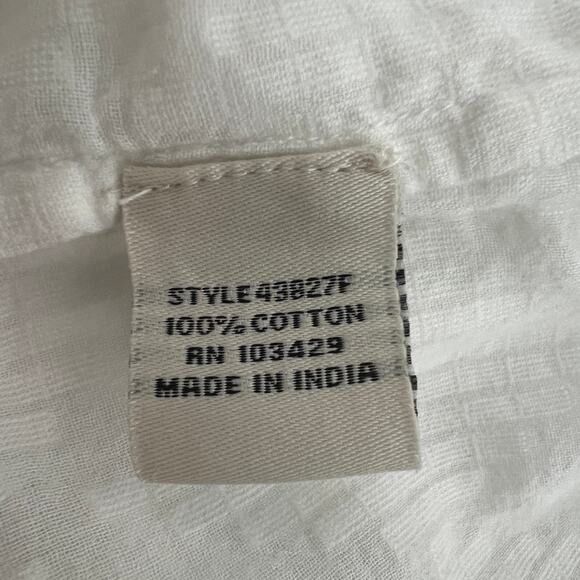 STYLE 43827F
100% COTTON
RN 103429
MADE IN INDIA